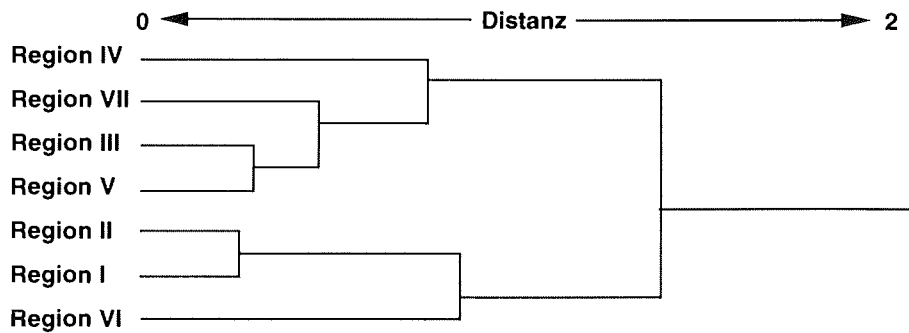 0 Distanz 2
Region IV
Region VII
Region III
Region V
Region II
Region I
Region VI